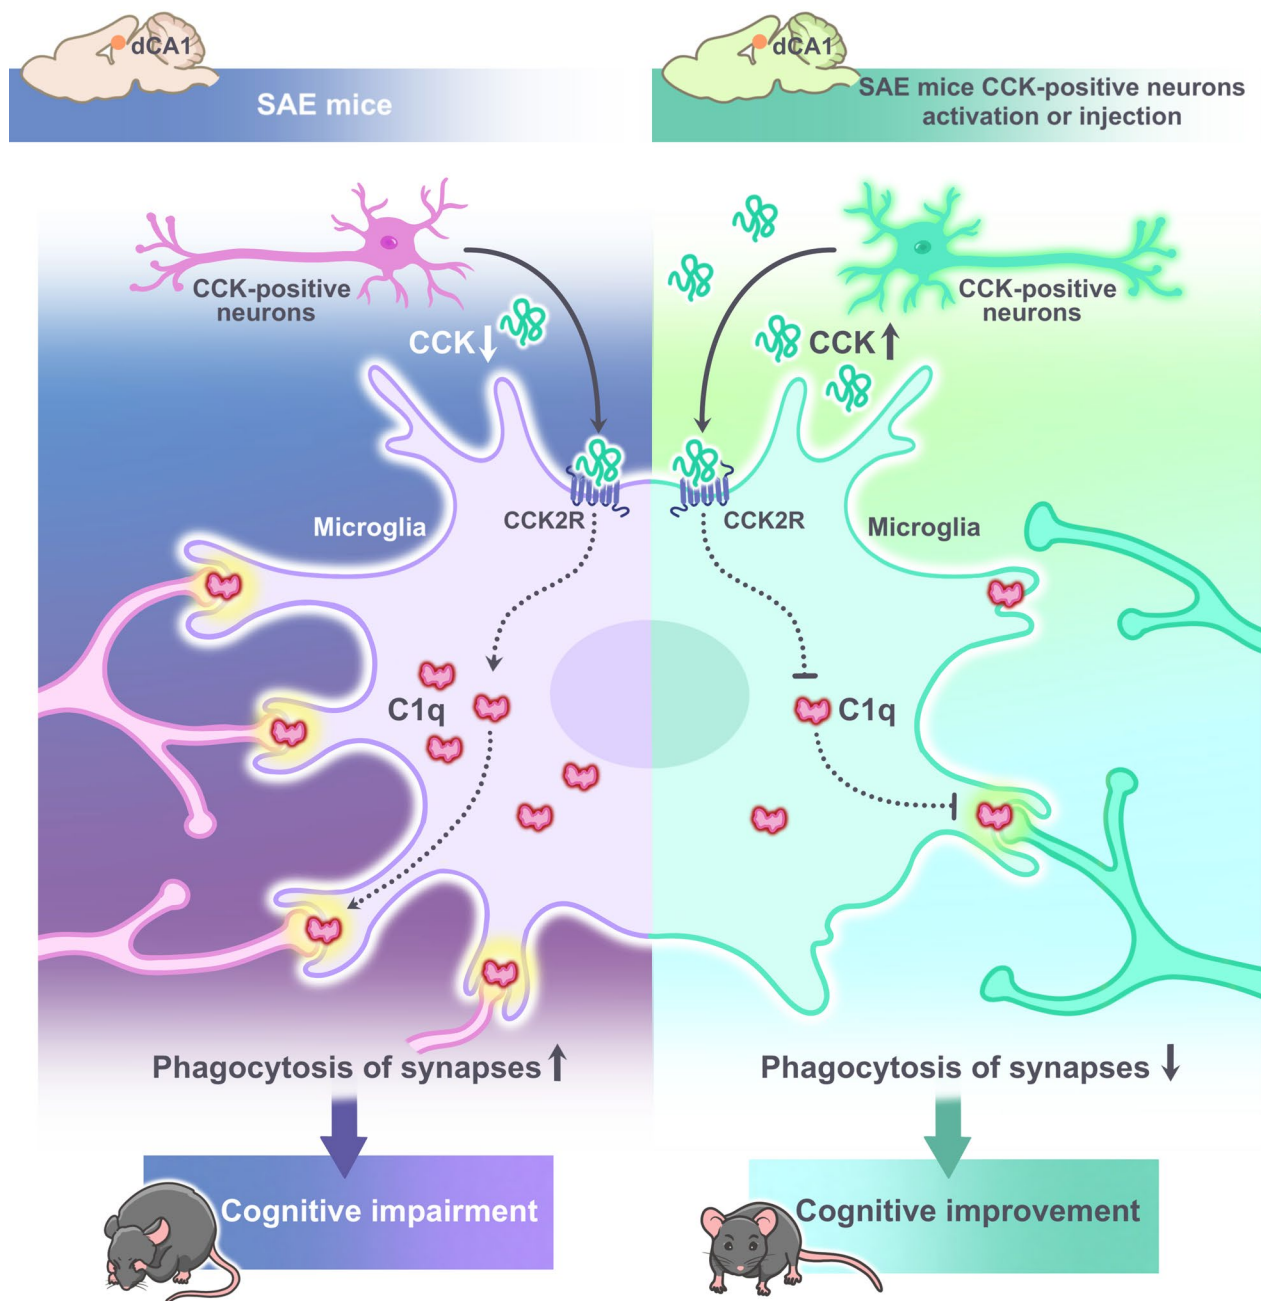 dCA1
SAE mice
CCK-positive
neurons
CCK
CCK2R
Microglia
C1q
Phagocytosis of synapses
Cognitive impairment
dCA1
SAE mice CCK-positive neurons
activation or injection
CCK-positive
neurons
CCK
CCK2R
Microglia
C1q
Phagocytosis of synapses
Cognitive improvement